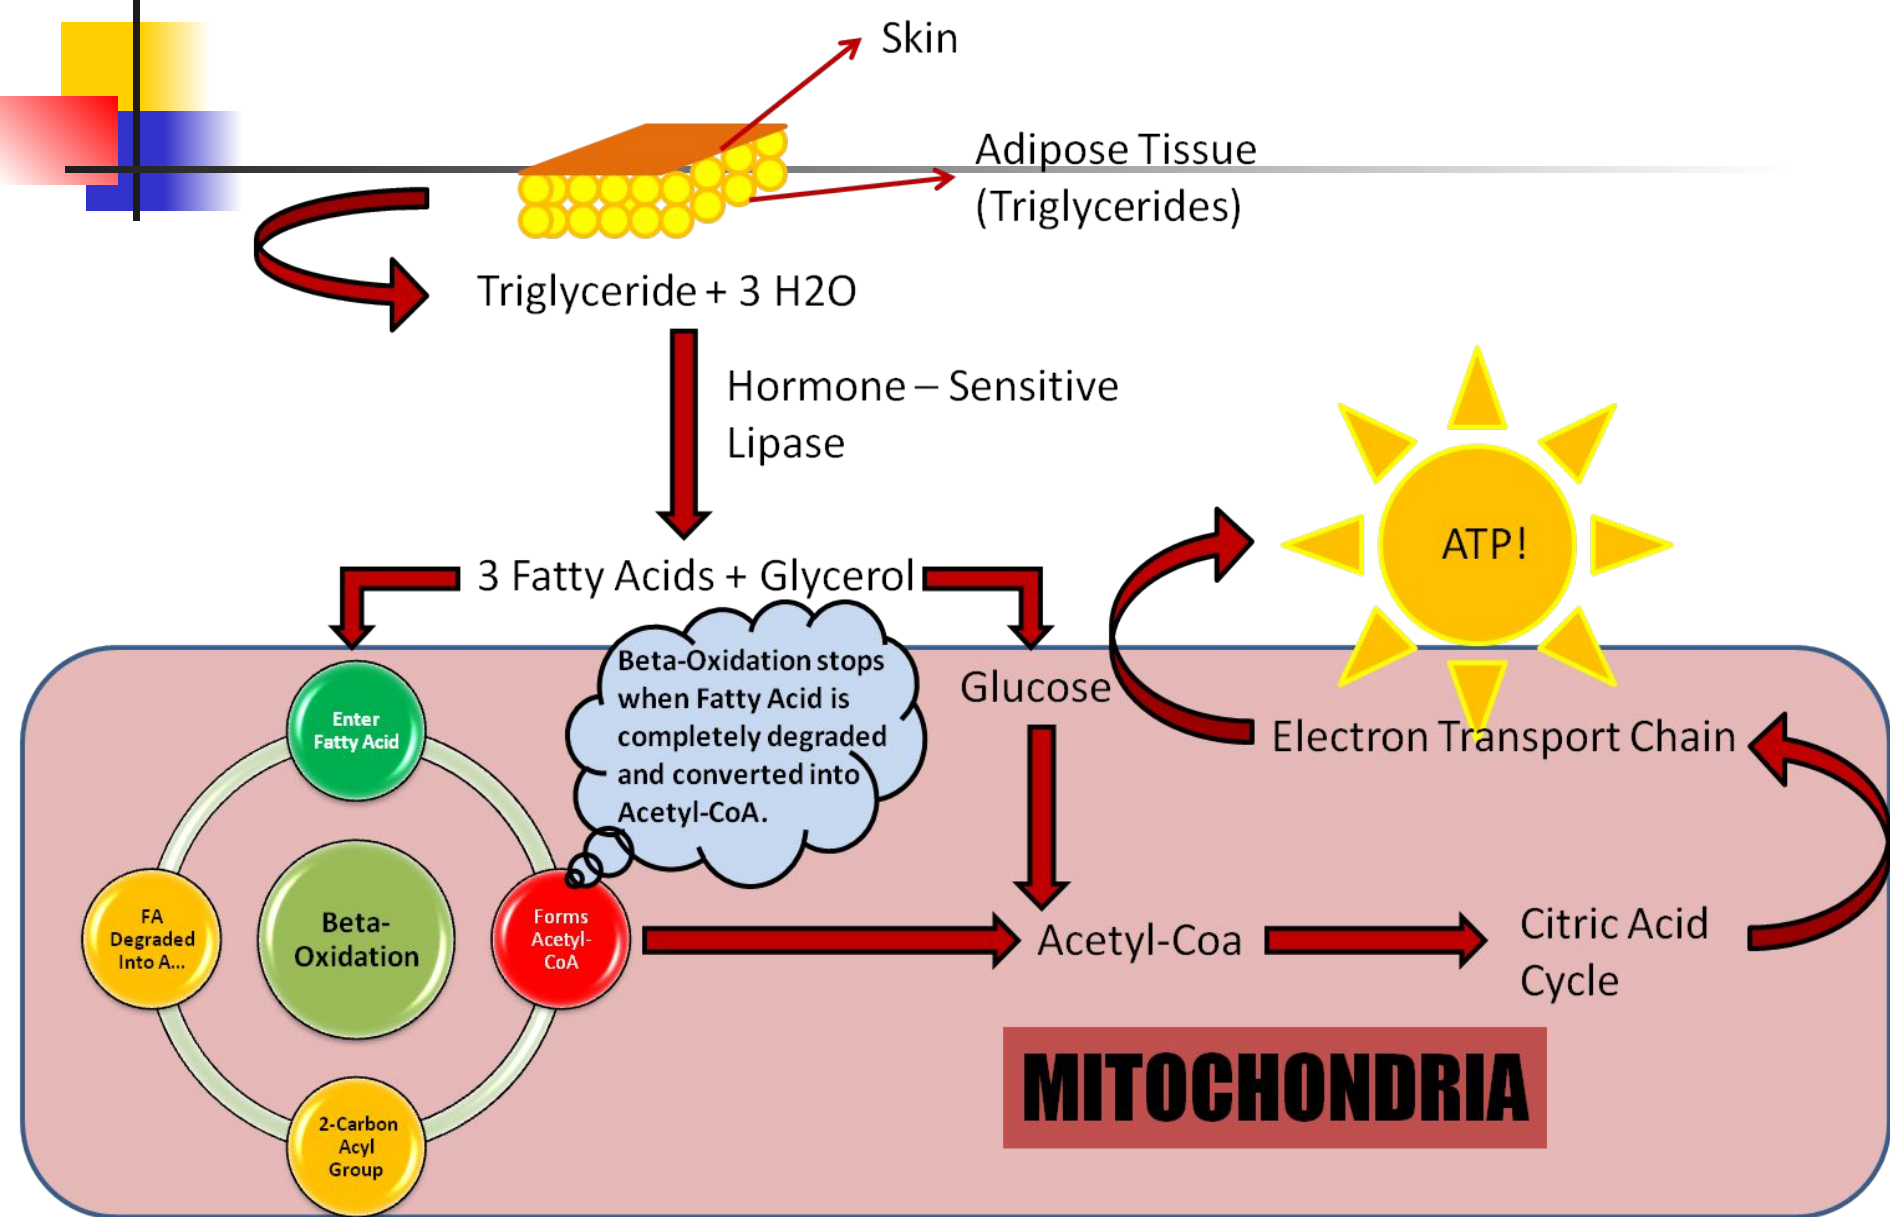 Skin
Adipose Tissue
(Triglycerides)
Triglyceride + 3 H2O
Hormone – Sensitive
Lipase
3 Fatty Acids + Glycerol
ATP!
Beta-Oxidation stops
when Fatty Acid is
completely degraded
and converted into
Acetyl-CoA.
Glucose
Electron Transport Chain
Enter
Fatty Acid
FA
Degraded
Into A...
Beta-
Oxidation
Forms
Acetyl-
CoA
Acetyl-Coa
Citric Acid
Cycle
2-Carbon
Acyl
Group
MITOCHONDRIA